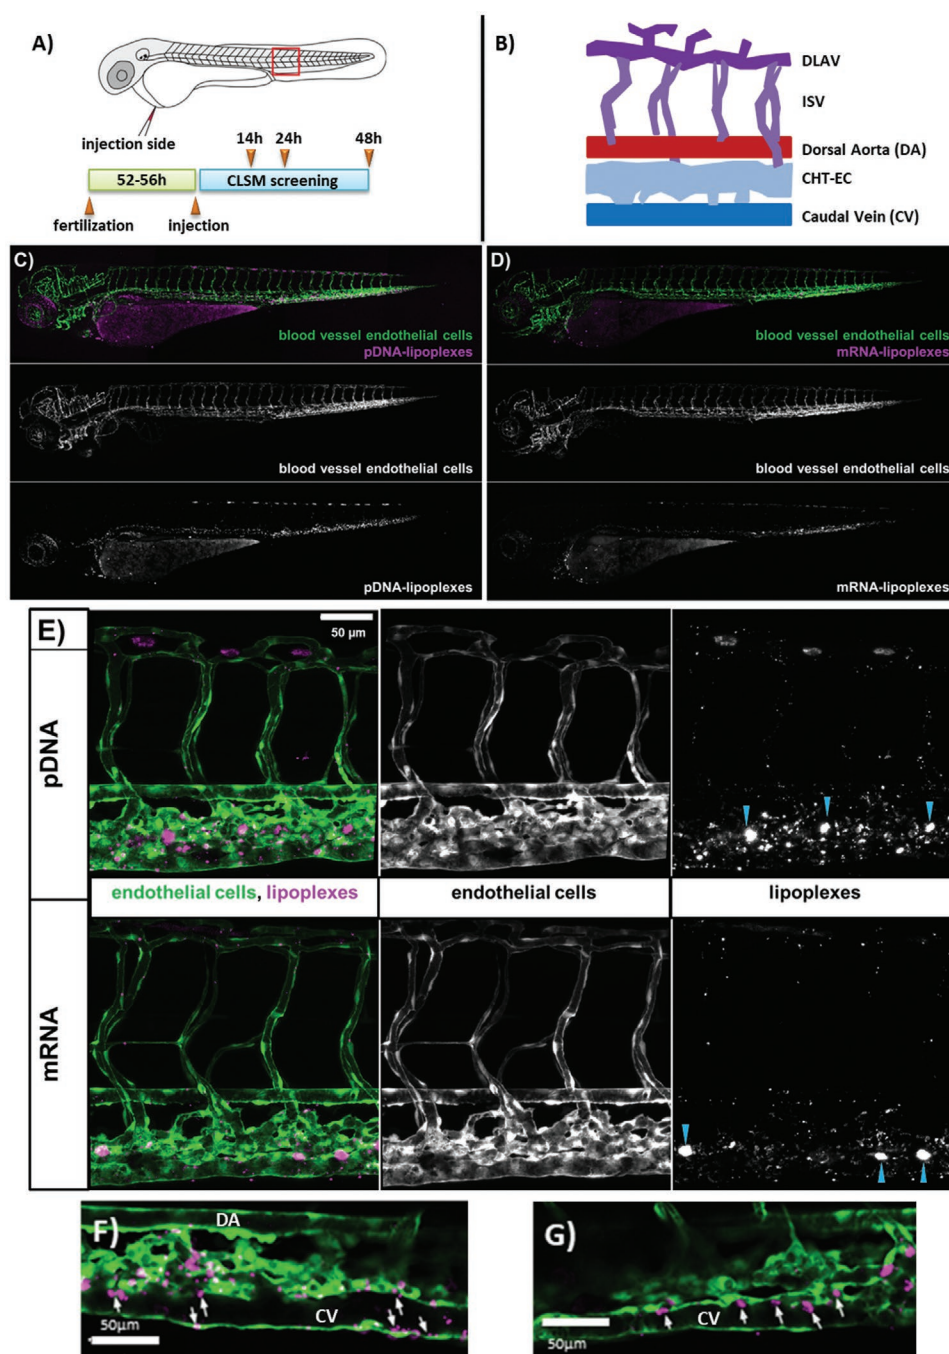 A)
injection side
14h
24h
48h
52-56h
CLSM screening
fertilization
injection
B)
DLAV
ISV
Dorsal Aorta (DA)
CHT-EC
Caudal Vein (CV)
C)
blood vessel endothelial cells
pDNA-lipoplexes
blood vessel endothelial cells
pDNA-lipoplexes
D)
blood vessel endothelial cells
mRNA-lipoplexes
blood vessel endothelial cells
mRNA-lipoplexes
E)
50 µm
pDNA
endothelial cells, lipoplexes
endothelial cells
lipoplexes
mRNA
F)
DA
CV
50µm
G)
CV
50µm